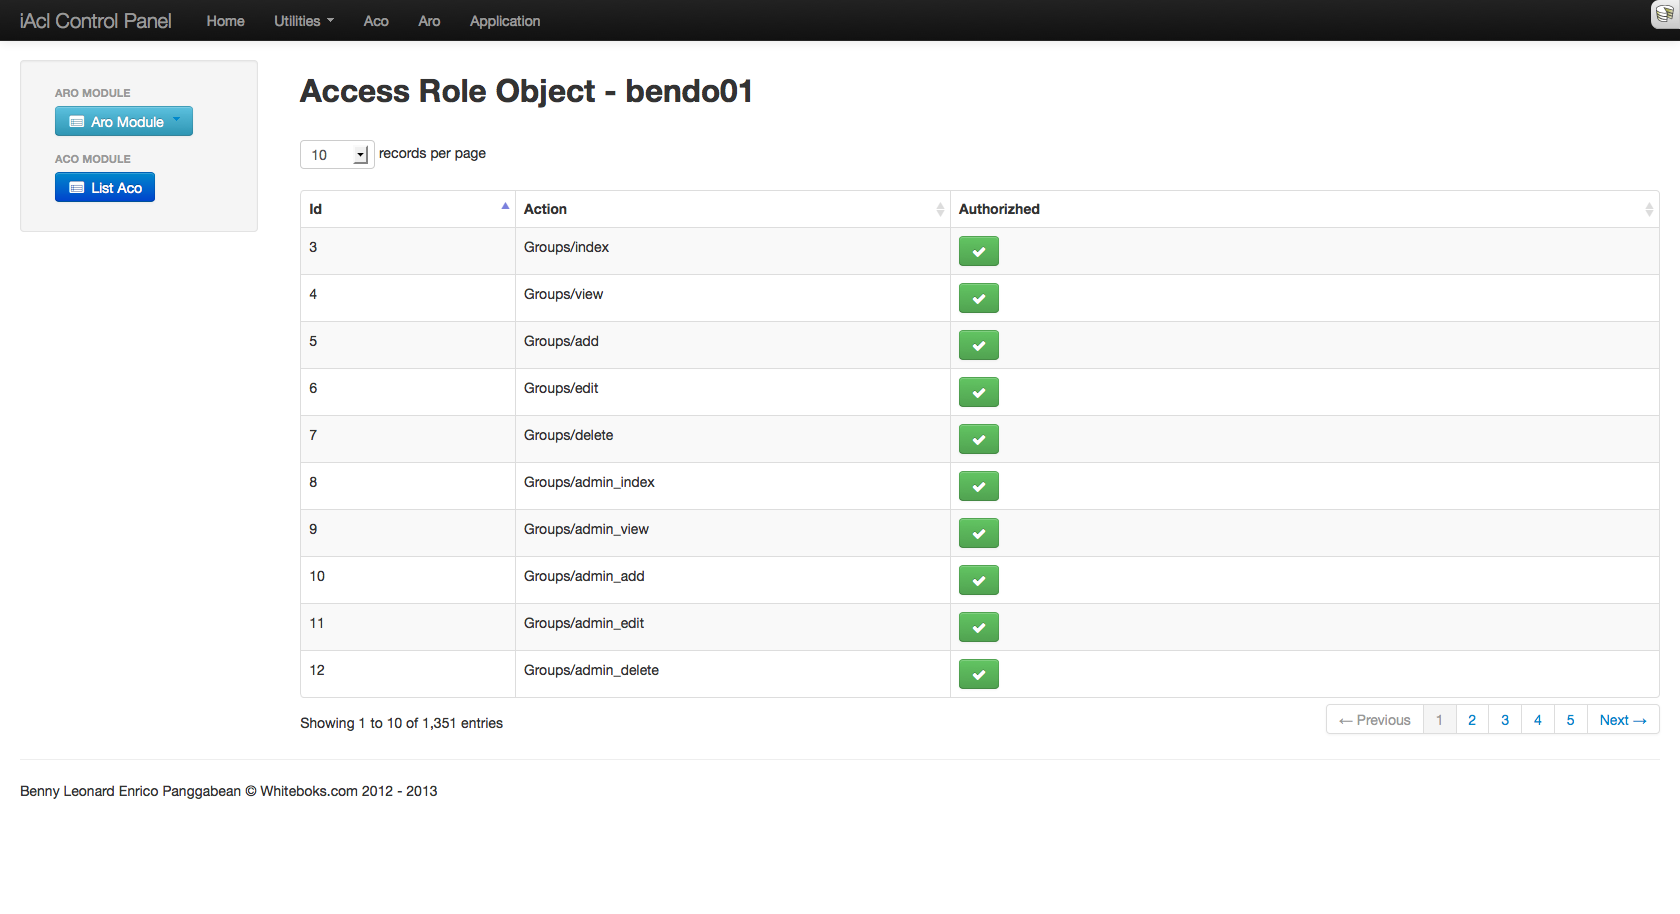 iAcl Control Panel Home Utilities Aco Aro Application
ARO MODULE
Aro Module
ACO MODULE
List Aco
Access Role Object - bendo01
10 records per page
Id Action Authorizhed
3 Groups/index
4 Groups/view
5 Groups/add
6 Groups/edit
7 Groups/delete
8 Groups/admin_index
9 Groups/admin_view
10 Groups/admin_add
11 Groups/admin_edit
12 Groups/admin_delete
Showing 1 to 10 of 1,351 entries
← Previous 1 2 3 4 5 Next →
Benny Leonard Enrico Panggabean © Whiteboks.com 2012 - 2013